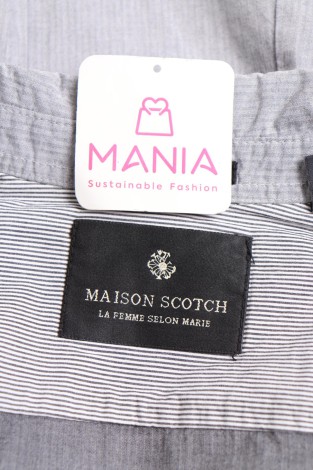 MANIA
Sustainable Fashion
MAISON SCOTCH
LA FEMME SELON MARIE